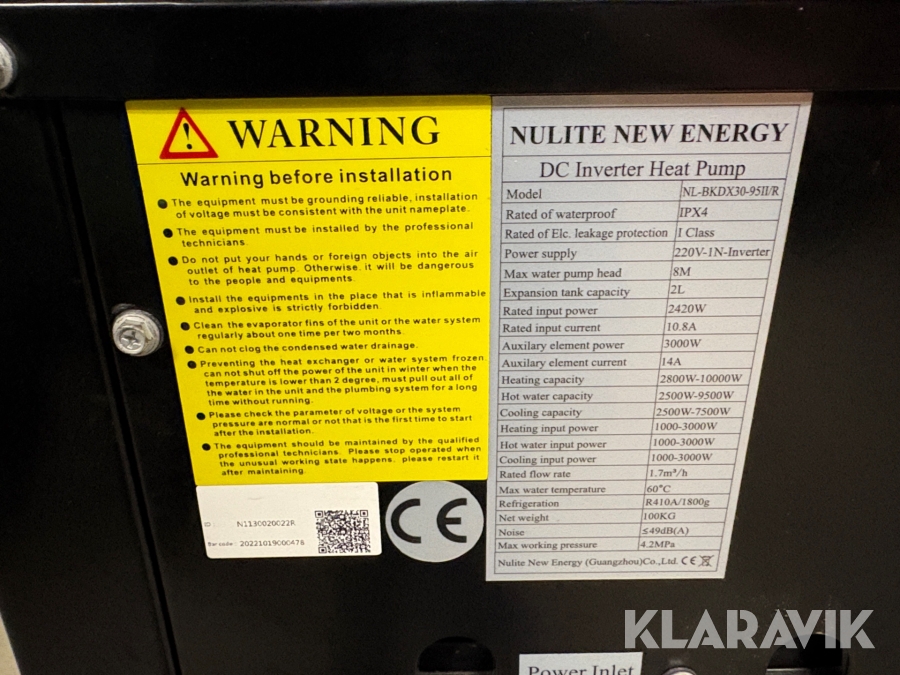 WARNING
Warning before installation
The equipment must be grounding reliable, installation
of voltage must be consistent with the unit nameplate.
The equipment must be installed by the professional
technicians.
Do not put your hands or foreign objects into the air
outlet of heat pump. Otherwise, it will be dangerous
to the people and equipments.
Install the equipments in the place that is inflammable
and explosive is strictly forbidden.
Clean the evaporator fins of the unit or the water system
regularly about one time per two months.
Can not clog the condensed water drainage.
Preventing the heat exchanger or water system frozen
can not shut off the power of the unit in winter when the
temperature is lower than 2 degree, must pull out all of
the water in the unit and the plumbing system for a long
time without running.
Please check the parameter of voltage or the system
pressure are normal or not that is the first time to start
after the installation.
The equipment should be maintained by the qualified
professional technicians. Please stop operated when
the unusual working state happens, please restart it
after maintaining.
ID N1130020022R
Bar code 20221019000476
CE
NULITE NEW ENERGY
DC Inverter Heat Pump
Model NL-BKDX30-95II/R
Rated of waterproof IPX4
Rated of Elc. leakage protection I Class
Power supply 220V-1N-Inverter
Max water pump head 8M
Expansion tank capacity 2L
Rated input power 2420W
Rated input current 10.8A
Auxilary element power 3000W
Auxilary element current 14A
Heating capacity 2800W-10000W
Hot water capacity 2500W-9500W
Cooling capacity 2500W-7500W
Heating input power 1000-3000W
Hot water input power 1000-3000W
Cooling input power 1000-3000W
Rated flow rate 1.7m³/h
Max water temperature 60°C
Refrigeration R410A/1800g
Net weight 100KG
Noise ≤49dB(A)
Max working pressure 4.2MPa
Nulite New Energy (Guangzhou)Co.,Ltd. CE
KLARAVIK
Power Inlet